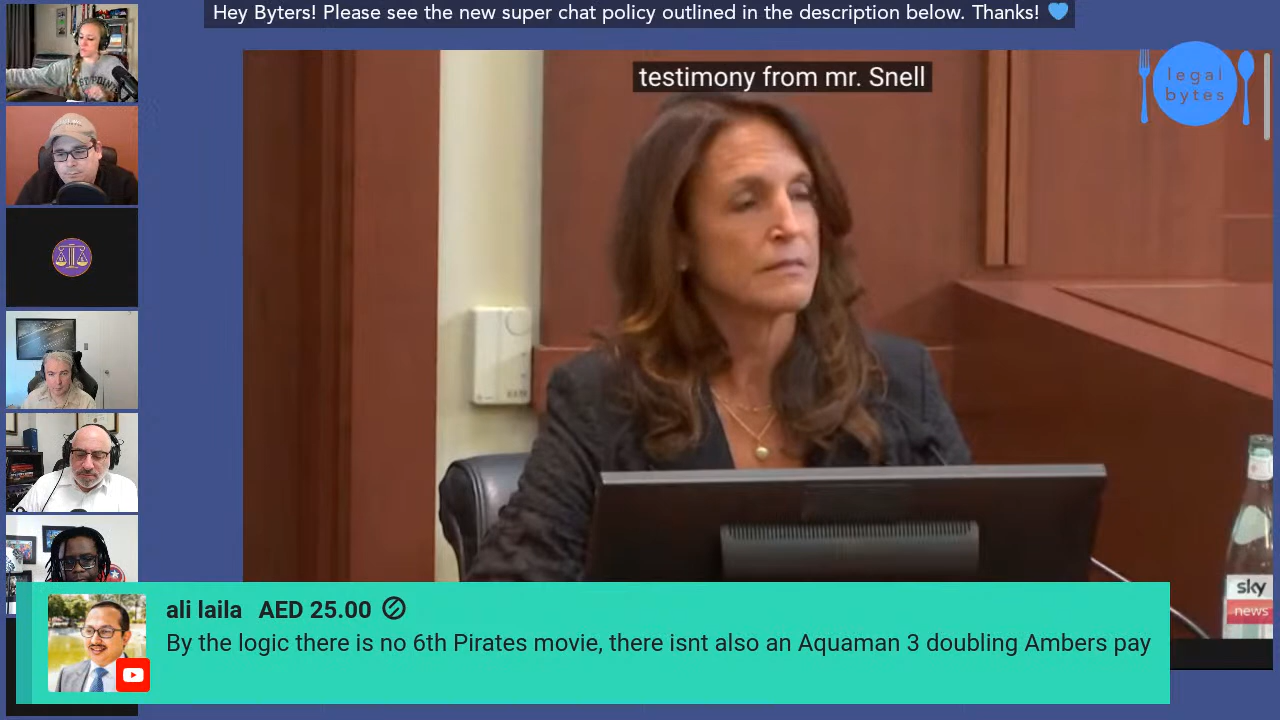 Hey Byters! Please see the new super chat policy outlined in the description below. Thanks! 💙
testimony from mr. Snell
legal
bytes
sky
news
ali laila AED 25.00
By the logic there is no 6th Pirates movie, there isnt also an Aquaman 3 doubling Ambers pay